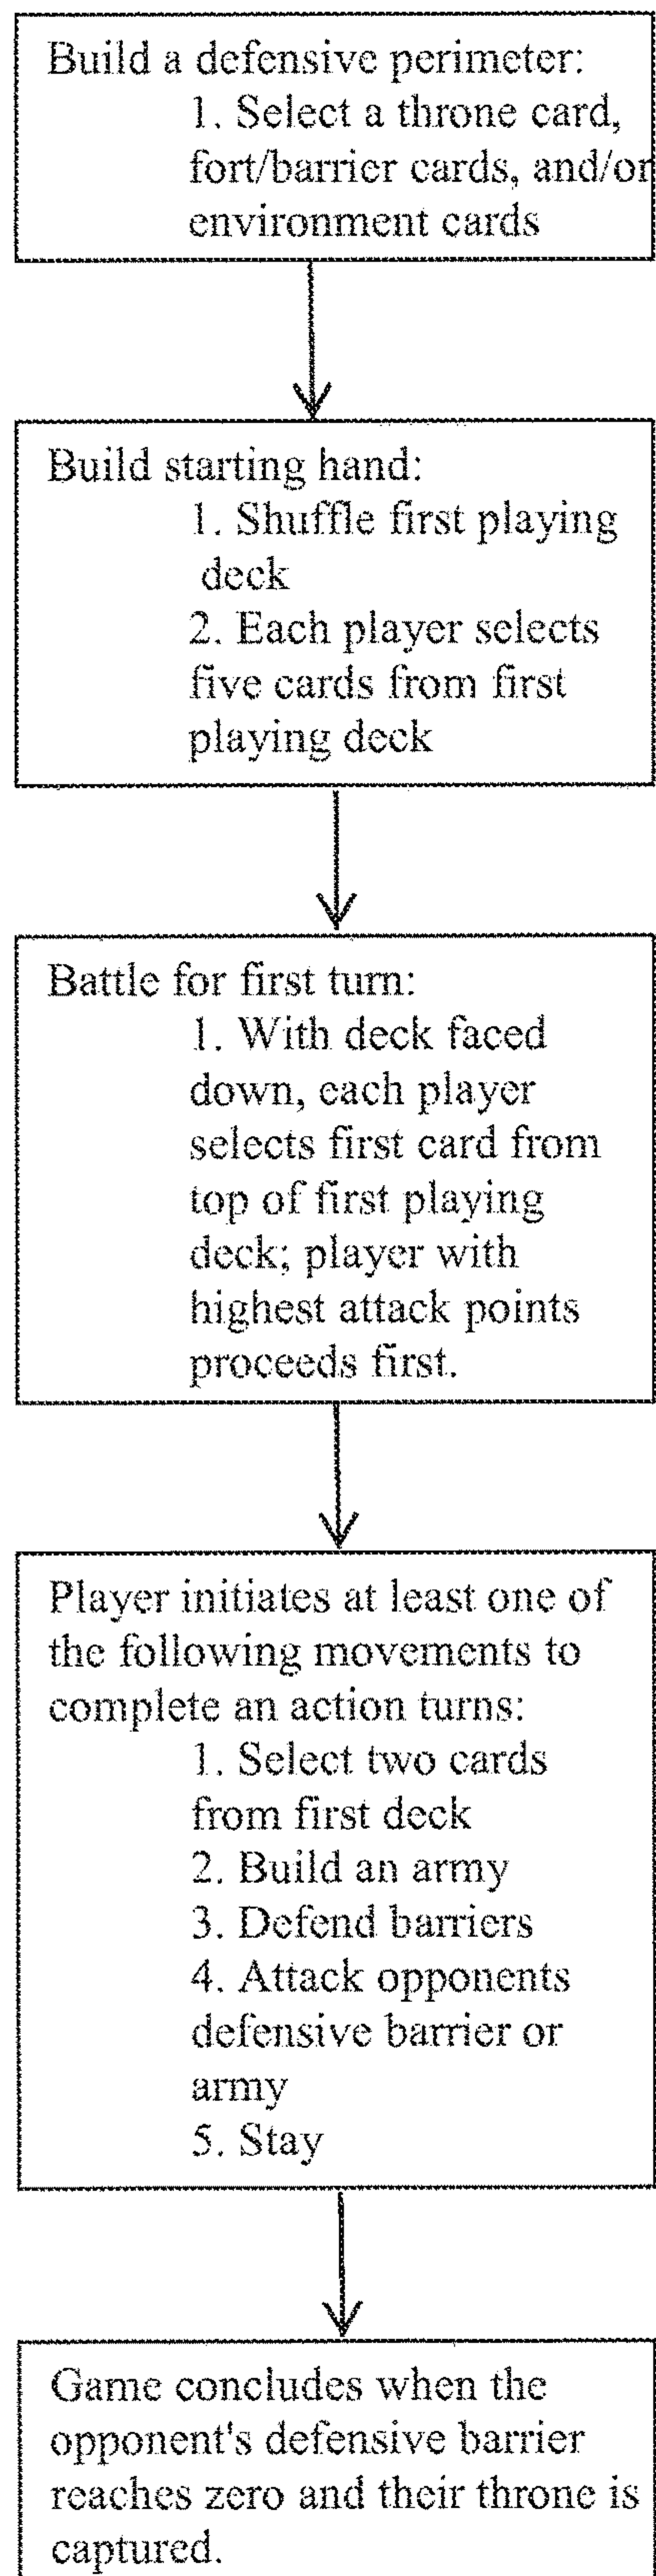 Build a defensive perimeter:
1. Select a throne card,
fort/barrier cards, and/or
environment cards
Build starting hand:
1. Shuffle first playing
deck
2. Each player selects
five cards from first
playing deck
Battle for first turn:
1. With deck faced
down, each player
selects first card from
top of first playing
deck; player with
highest attack points
proceeds first.
Player initiates at least one of
the following movements to
complete an action turns:
1. Select two cards
from first deck
2. Build an army
3. Defend barriers
4. Attack opponents
defensive barrier or
army
5. Stay
Game concludes when the
opponent's defensive barrier
reaches zero and their throne is
captured.